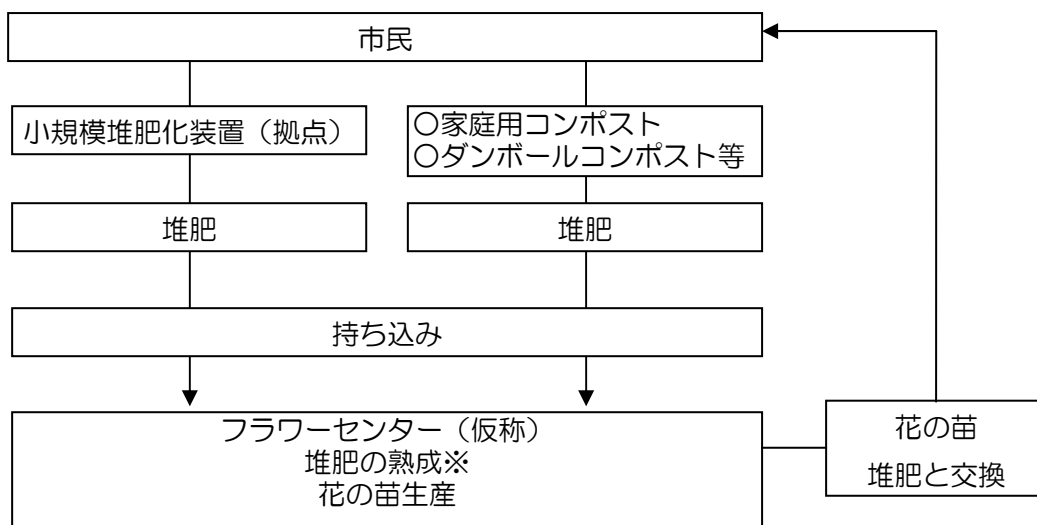 市民
小規模堆肥化装置（拠点）
○家庭用コンポスト
○ダンボールコンポスト等
堆肥
堆肥
持ち込み
フラワーセンター（仮称）
堆肥の熟成※
花の苗生産
花の苗
堆肥と交換